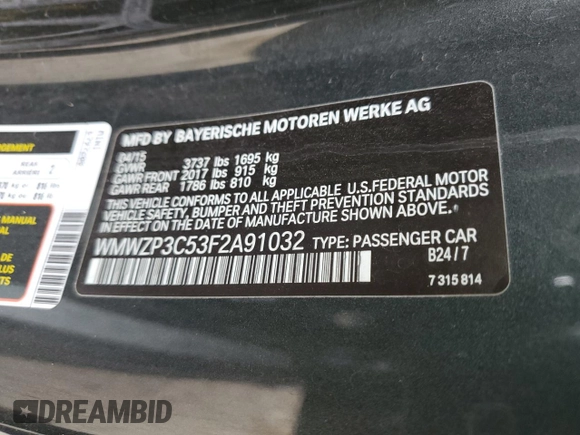 MFD BY BAYERISCHE MOTOREN WERKE AG
04/15
GVWR 3737 lbs 1695 kg
GAWR FRONT 2017 lbs 915 kg
GAWR REAR 1786 lbs 810 kg
THIS VEHICLE CONFORMS TO ALL APPLICABLE U.S.FEDERAL MOTOR
VEHICLE SAFETY, BUMPER, AND THEFT PREVENTION STANDARDS
IN EFFECT ON THE DATE OF MANUFACTURE SHOWN ABOVE.
WMWZP3C53F2A91032 TYPE: PASSENGER CAR
B24/7
7 315 814
MANUAL
PLUS
DREAMBID